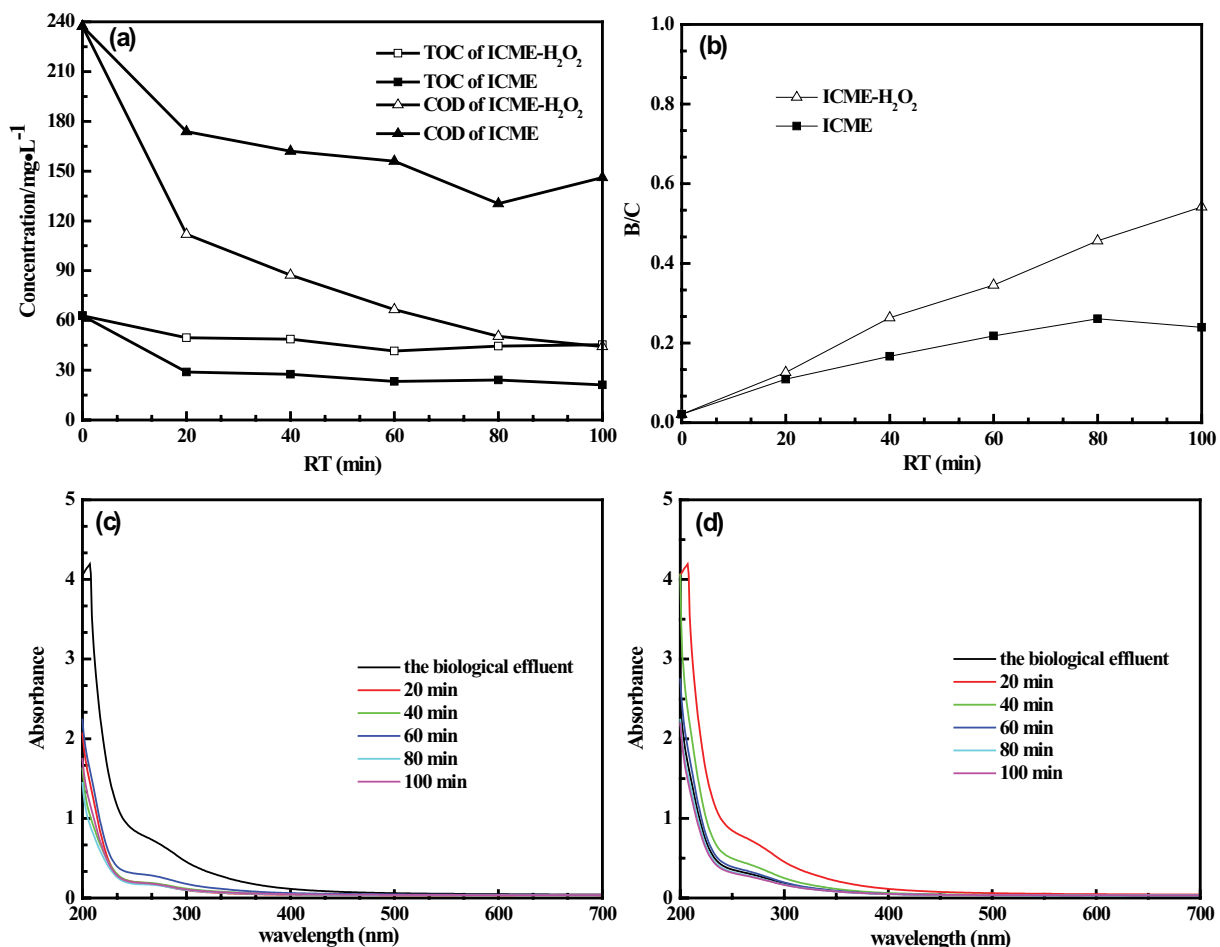 (a)
TOC of ICME-H₂O₂
TOC of ICME
COD of ICME-H₂O₂
COD of ICME
Concentration/mg•L⁻¹
240
210
180
150
120
90
60
30
0
0 20 40 60 80 100
RT (min)
(b)
ICME-H₂O₂
ICME
B/C
1.0
0.8
0.6
0.4
0.2
0.0
0 20 40 60 80 100
RT (min)
(c)
the biological effluent
20 min
40 min
60 min
80 min
100 min
Absorbance
5
4
3
2
1
0
200 300 400 500 600 700
wavelength (nm)
(d)
the biological effluent
20 min
40 min
60 min
80 min
100 min
Absorbance
5
4
3
2
1
0
200 300 400 500 600 700
wavelength (nm)